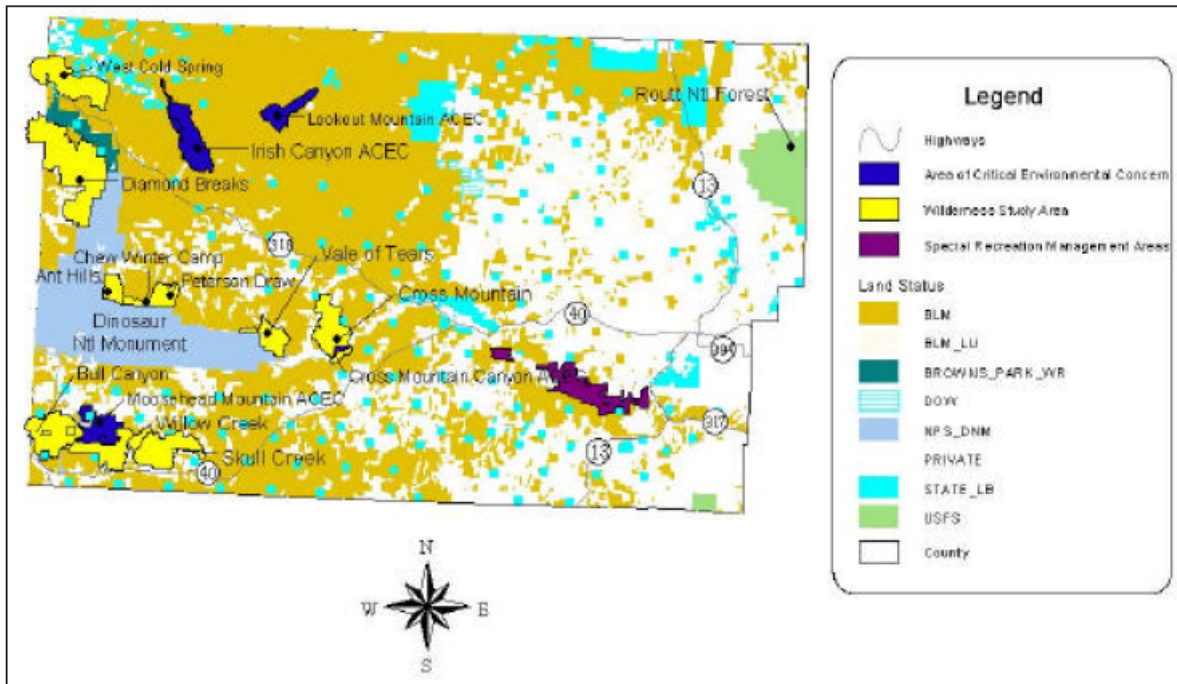 West Cold Spring
Routt Ntl Forest
Lookout Mountain ACEC
Irish Canyon ACEC
Diamond Breaks
13
318
Vale of Tears
Chew Winter Camp
Ant Hills
Peterson Draw
Cross Mountain
Dinosaur
Ntl Monument
40
394
Bull Canyon
Cross Mountain Canyon ACEC
Moosehead Mountain ACEC
Willow Creek
Skull Creek
317
13
40
N
W
E
S
Legend
Highways
Area of Critical Environmental Concern
Wilderness Study Area
Special Recreation Management Areas
Land Status
BLM
BLM_LU
BROWNS_PARK_WR
DOW
NPS_DNM
PRIVATE
STATE_LB
USFS
County